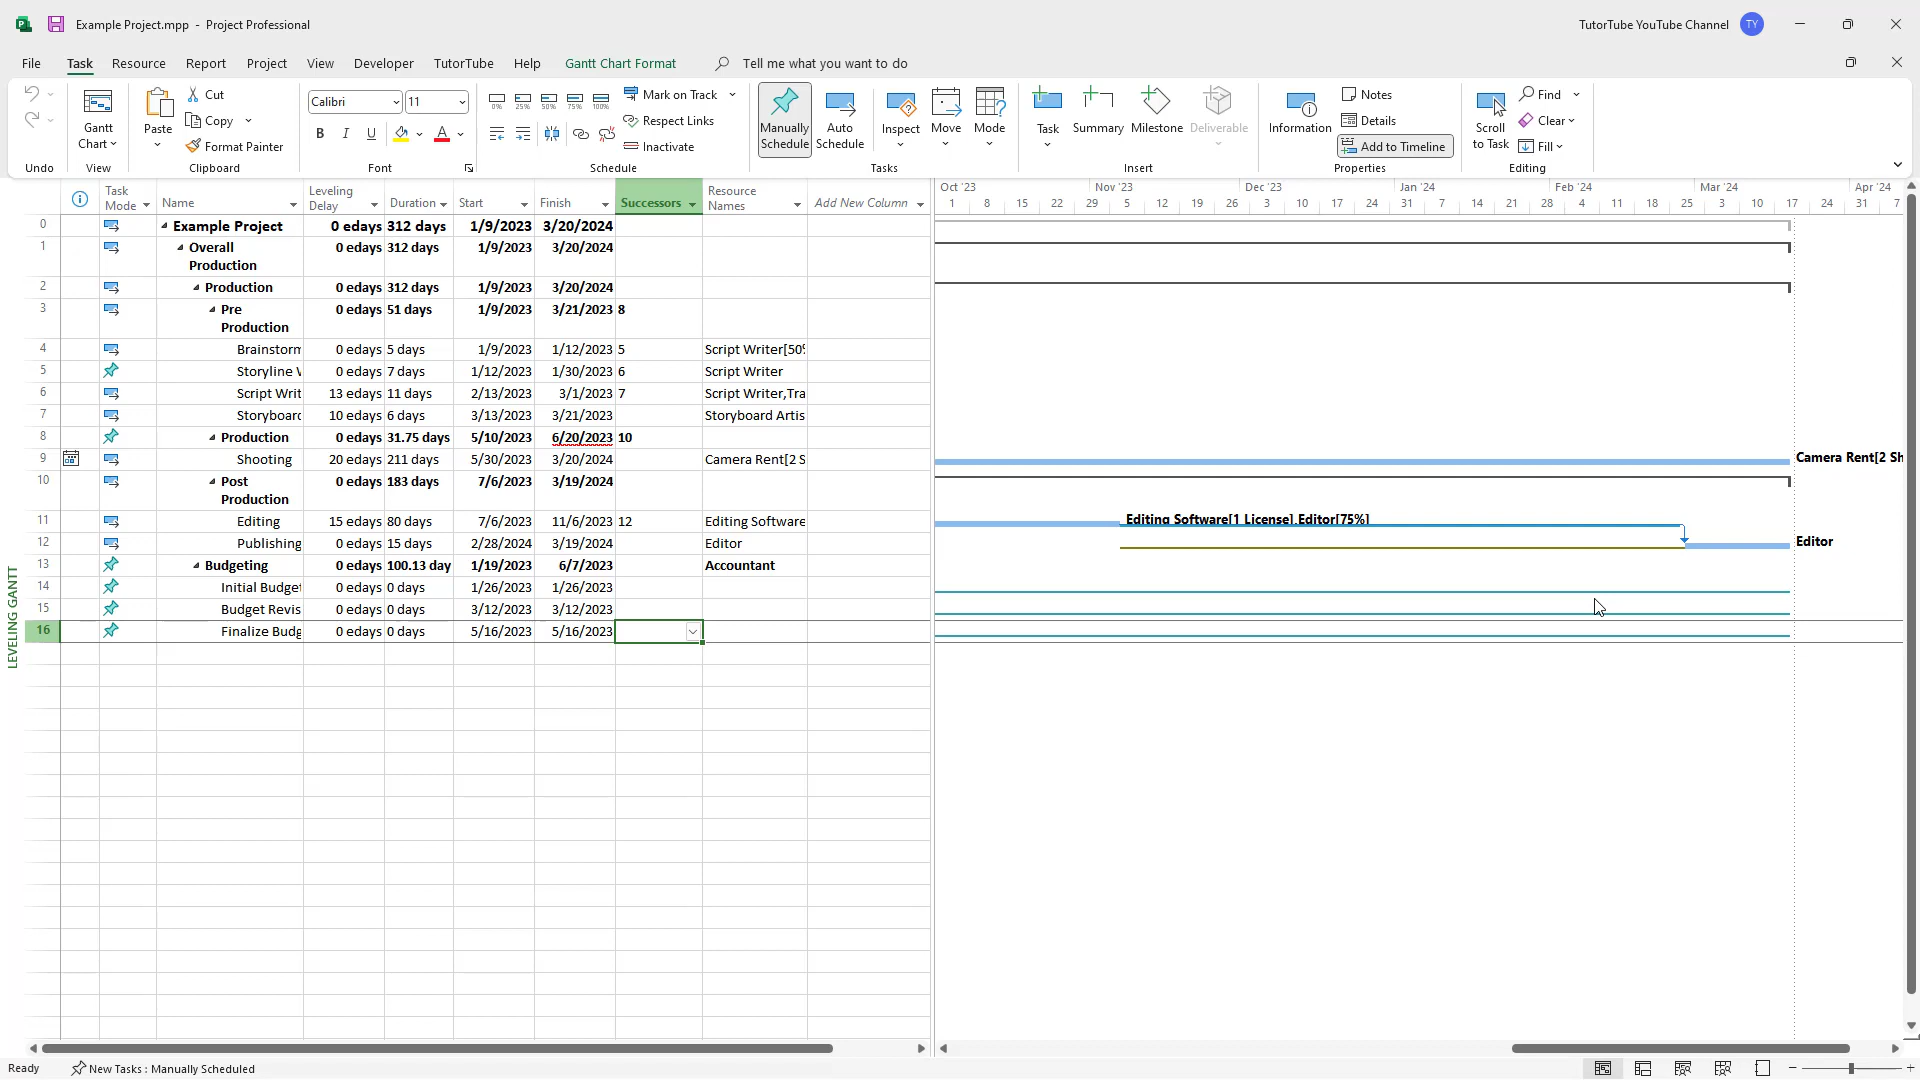 Example Project.mpp - Project Professional
TutorTube YouTube Channel TY
File Task Resource Report Project View Developer TutorTube Help Gantt Chart Format Tell me what you want to do
Gantt Chart
Paste
Cut
Copy
Format Painter
Calibri 11
B I U A
0% 25% 50% 75% 100%
Mark on Track
Respect Links
Inactivate
Manually Schedule
Auto Schedule
Inspect
Move
Mode
Task
Summary
Milestone
Deliverable
Information
Notes
Details
Add to Timeline
Scroll to Task
Find
Clear
Fill
Undo View Clipboard Font Schedule Tasks Insert Properties Editing
Task Mode Name Leveling Delay Duration Start Finish Successors Resource Names Add New Column
Oct '23 Nov '23 Dec '23 Jan '24 Feb '24 Mar '24 Apr '24
1 8 15 22 29 5 12 19 26 3 10 17 24 31 7 14 21 28 4 11 18 25 3 10 17 24 31 7
0 Example Project 0 edays 312 days 1/9/2023 3/20/2024
1 Overall Production 0 edays 312 days 1/9/2023 3/20/2024
2 Production 0 edays 312 days 1/9/2023 3/20/2024
3 Pre Production 0 edays 51 days 1/9/2023 3/21/2023 8
4 Brainstorm 0 edays 5 days 1/9/2023 1/12/2023 5 Script Writer[50%
5 Storyline 0 edays 7 days 1/12/2023 1/30/2023 6 Script Writer
6 Script Writ 13 edays 11 days 2/13/2023 3/1/2023 7 Script Writer,Tra
7 Storyboard 10 edays 6 days 3/13/2023 3/21/2023 Storyboard Artis
8 Production 0 edays 31.75 days 5/10/2023 6/20/2023 10
9 Shooting 20 edays 211 days 5/30/2023 3/20/2024 Camera Rent[2 S
Camera Rent[2 Sh
10 Post Production 0 edays 183 days 7/6/2023 3/19/2024
11 Editing 15 edays 80 days 7/6/2023 11/6/2023 12 Editing Software
Editing Software[1 License],Editor[75%]
12 Publishing 0 edays 15 days 2/28/2024 3/19/2024 Editor
Editor
13 Budgeting 0 edays 100.13 day 1/19/2023 6/7/2023 Accountant
14 Initial Budget 0 edays 0 days 1/26/2023 1/26/2023
15 Budget Revis 0 edays 0 days 3/12/2023 3/12/2023
16 Finalize Budg 0 edays 0 days 5/16/2023 5/16/2023
LEVELING GANTT
Ready New Tasks : Manually Scheduled